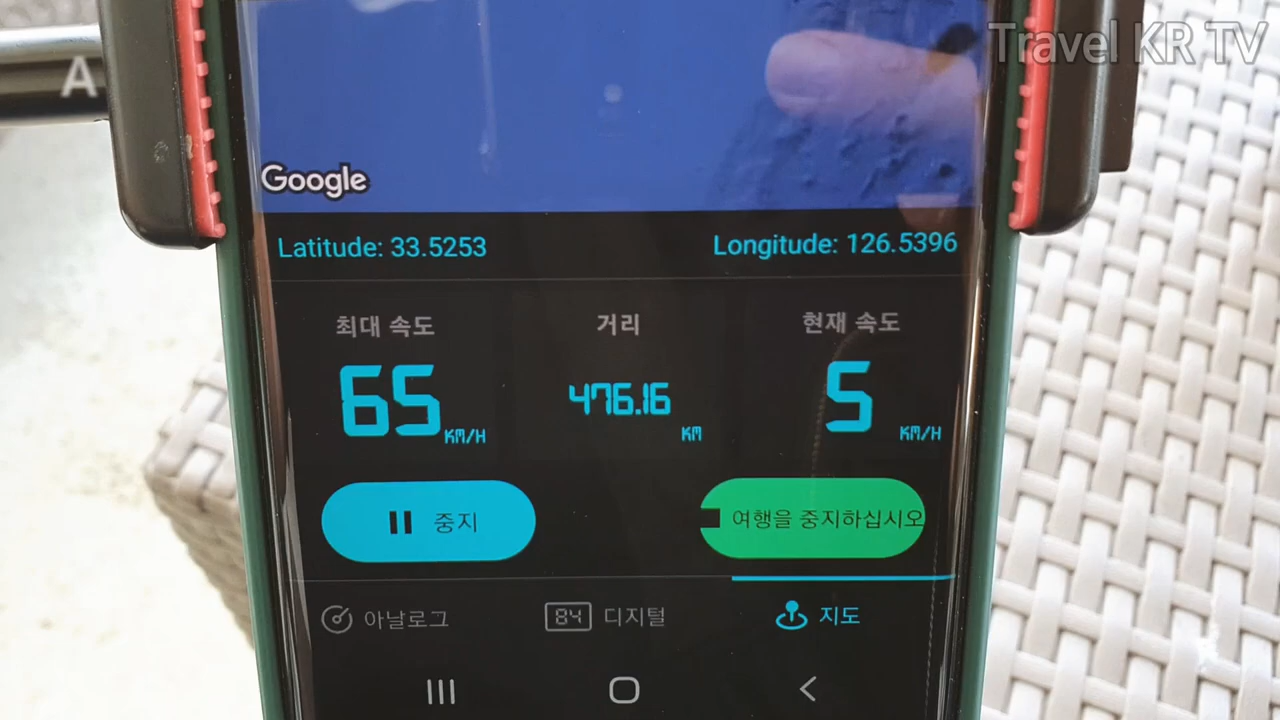 Travel KR TV
A
Google
Latitude: 33.5253 Longitude: 126.5396
최대 속도 거리 현재 속도
65 KM/H 476.16 KM 5 KM/H
중지 여행을 중지하십시오
아날로그 84 디지털 지도